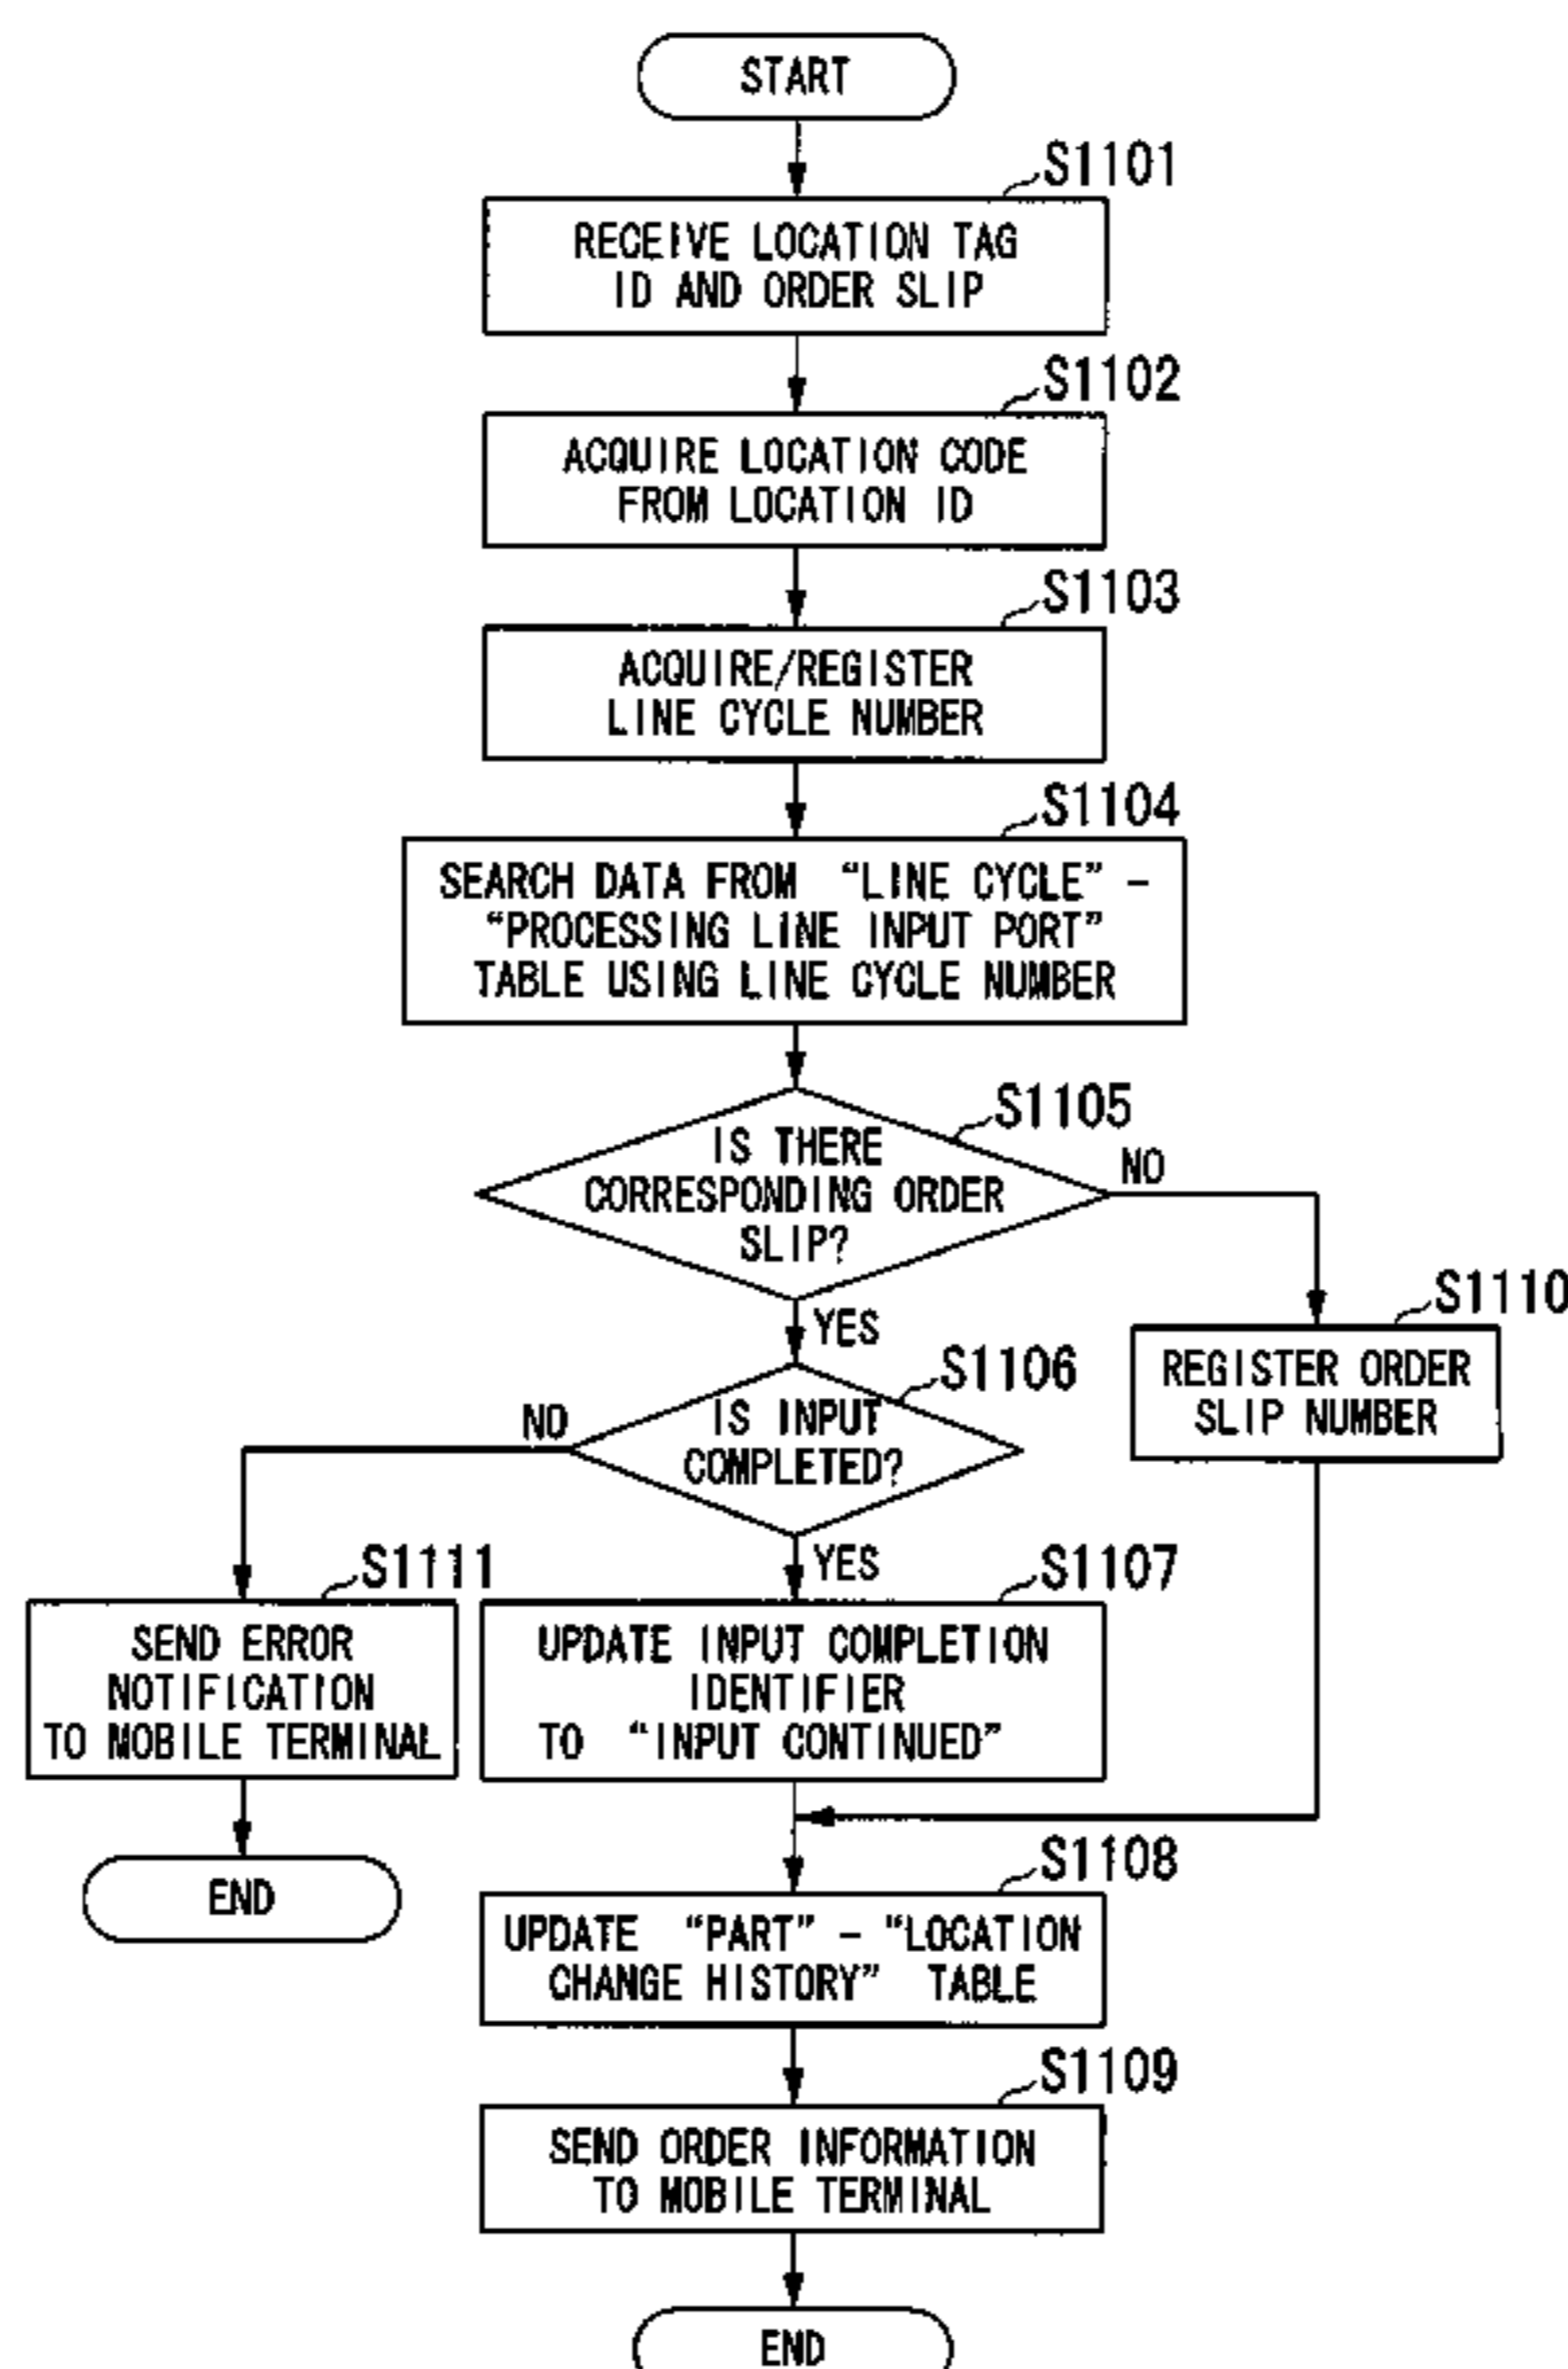 START
S1101
RECEIVE LOCATION TAG
ID AND ORDER SLIP
S1102
ACQUIRE LOCATION CODE
FROM LOCATION ID
S1103
ACQUIRE/REGISTER
LINE CYCLE NUMBER
S1104
SEARCH DATA FROM “LINE CYCLE” -
“PROCESSING LINE INPUT PORT”
TABLE USING LINE CYCLE NUMBER
S1105
IS THERE
CORRESPONDING ORDER
SLIP?
NO
YES
S1110
REGISTER ORDER
SLIP NUMBER
S1106
IS INPUT
COMPLETED?
NO
YES
S1111
SEND ERROR
NOTIFICATION
TO MOBILE TERMINAL
END
S1107
UPDATE INPUT COMPLETION
IDENTIFIER
TO “INPUT CONTINUED”
S1108
UPDATE “PART” - “LOCATION
CHANGE HISTORY” TABLE
S1109
SEND ORDER INFORMATION
TO MOBILE TERMINAL
END